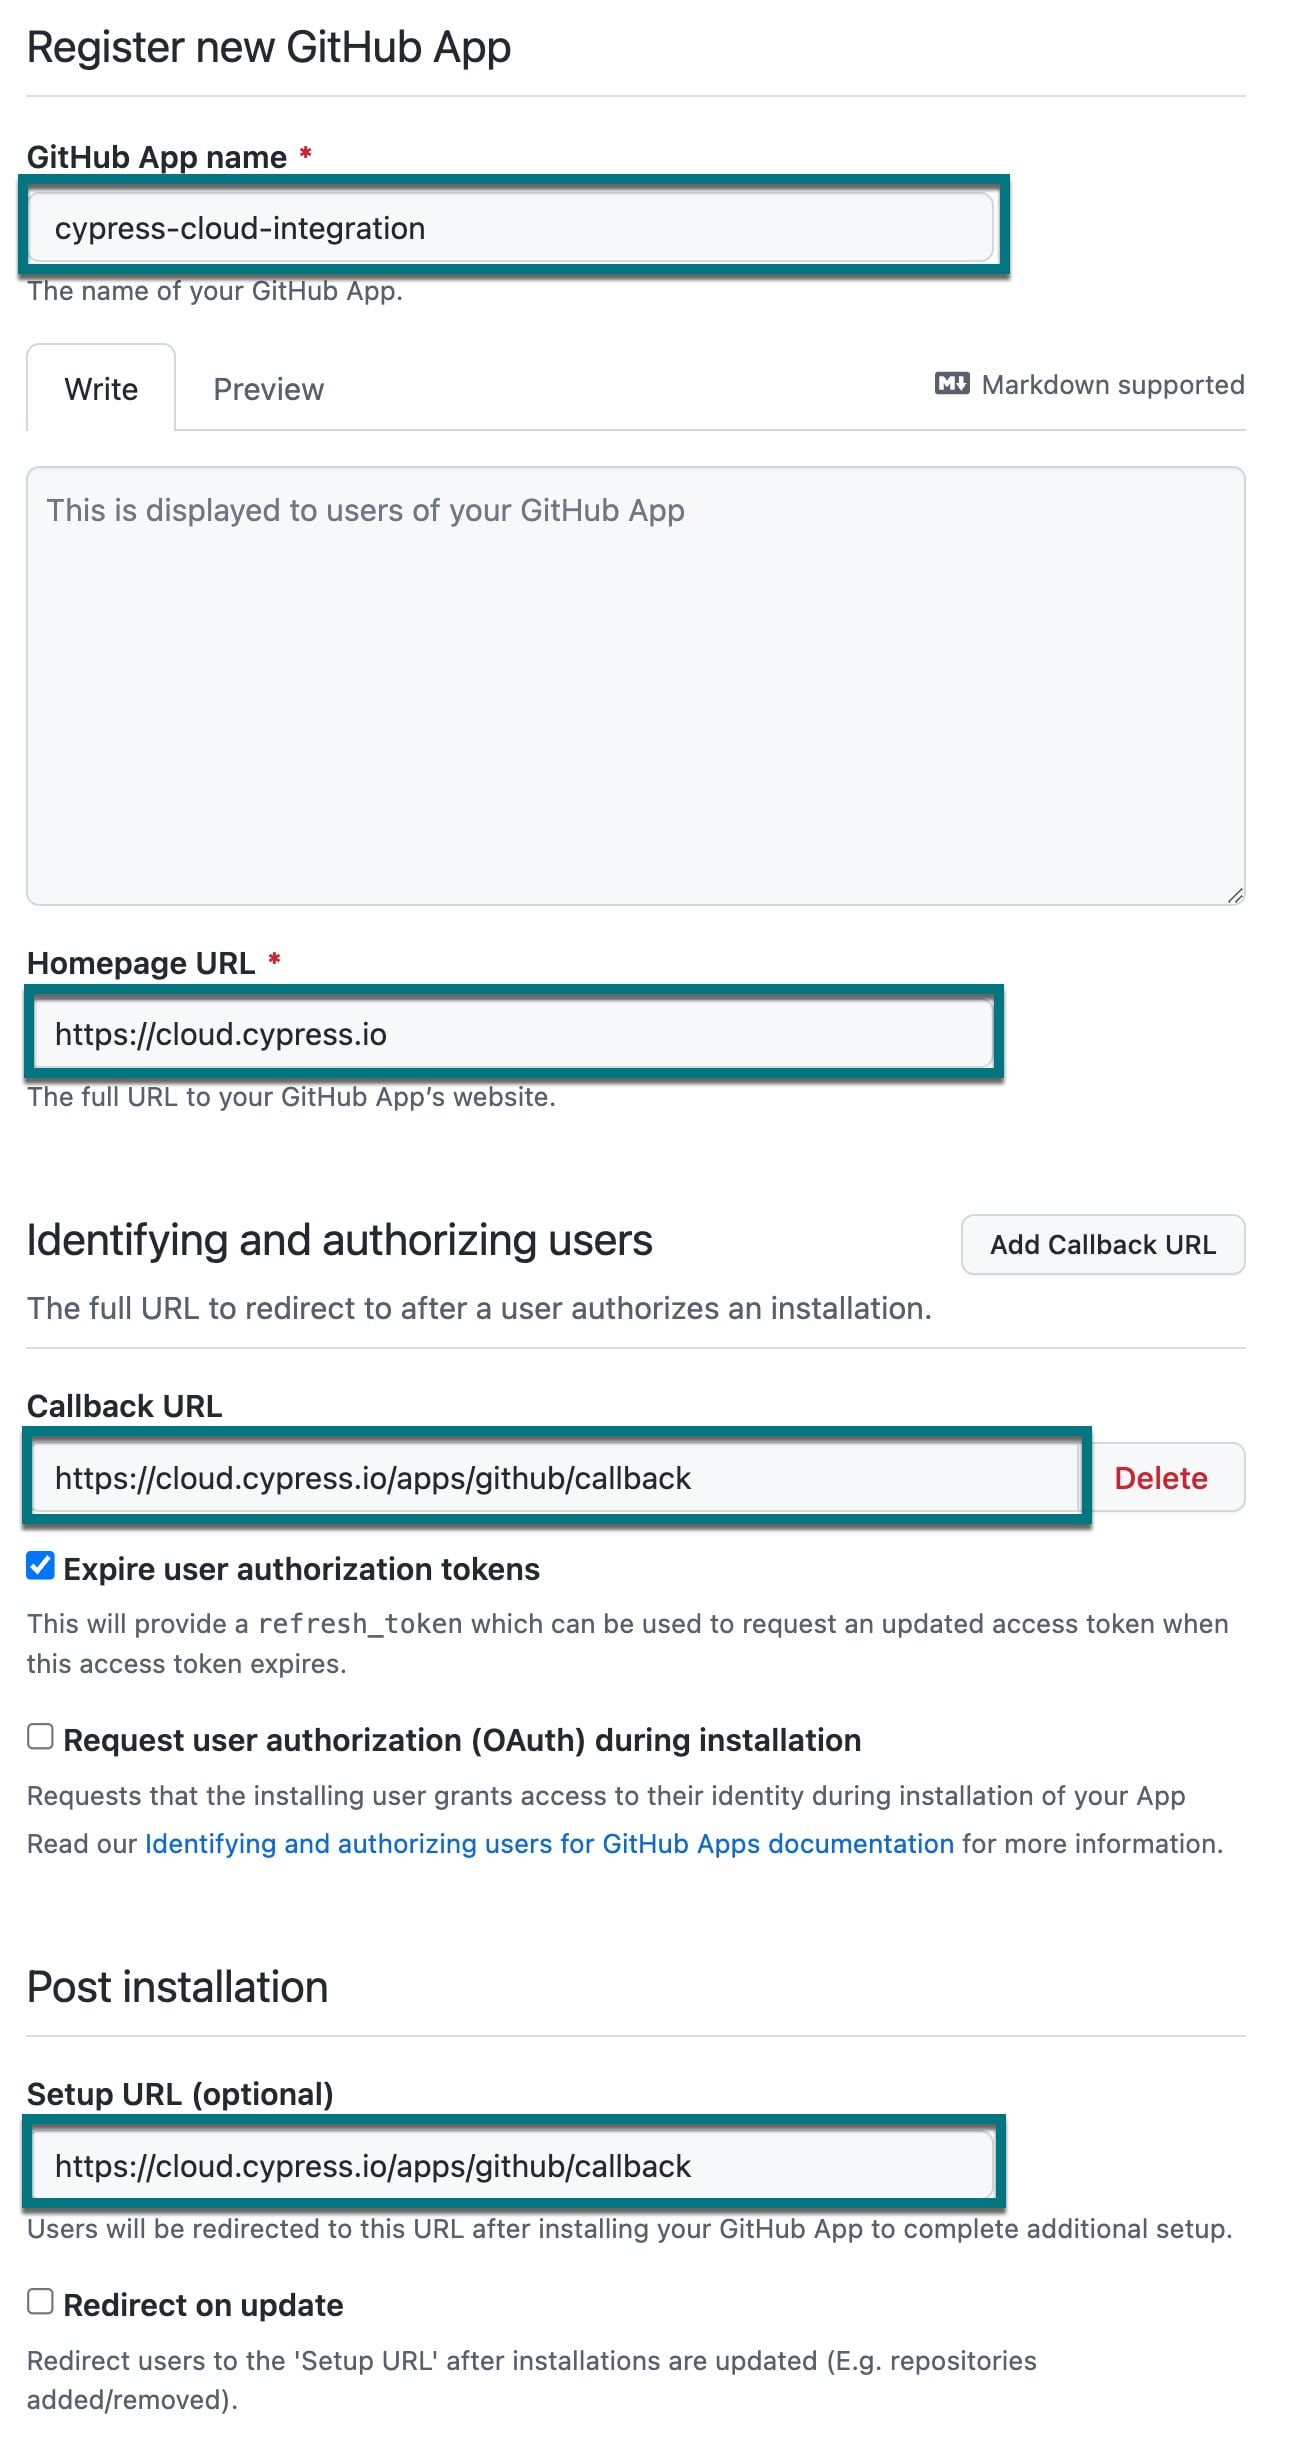 Register new GitHub App
GitHub App name *
cypress-cloud-integration
The name of your GitHub App.
Write
Preview
M Markdown supported
This is displayed to users of your GitHub App
Homepage URL *
https://cloud.cypress.io
The full URL to your GitHub App’s website.
Identifying and authorizing users
Add Callback URL
The full URL to redirect to after a user authorizes an installation.
Callback URL
https://cloud.cypress.io/apps/github/callback
Delete
Expire user authorization tokens
This will provide a refresh_token which can be used to request an updated access token when
this access token expires.
Request user authorization (OAuth) during installation
Requests that the installing user grants access to their identity during installation of your App
Read our Identifying and authorizing users for GitHub Apps documentation for more information.
Post installation
Setup URL (optional)
https://cloud.cypress.io/apps/github/callback
Users will be redirected to this URL after installing your GitHub App to complete additional setup.
Redirect on update
Redirect users to the 'Setup URL' after installations are updated (E.g. repositories
added/removed).